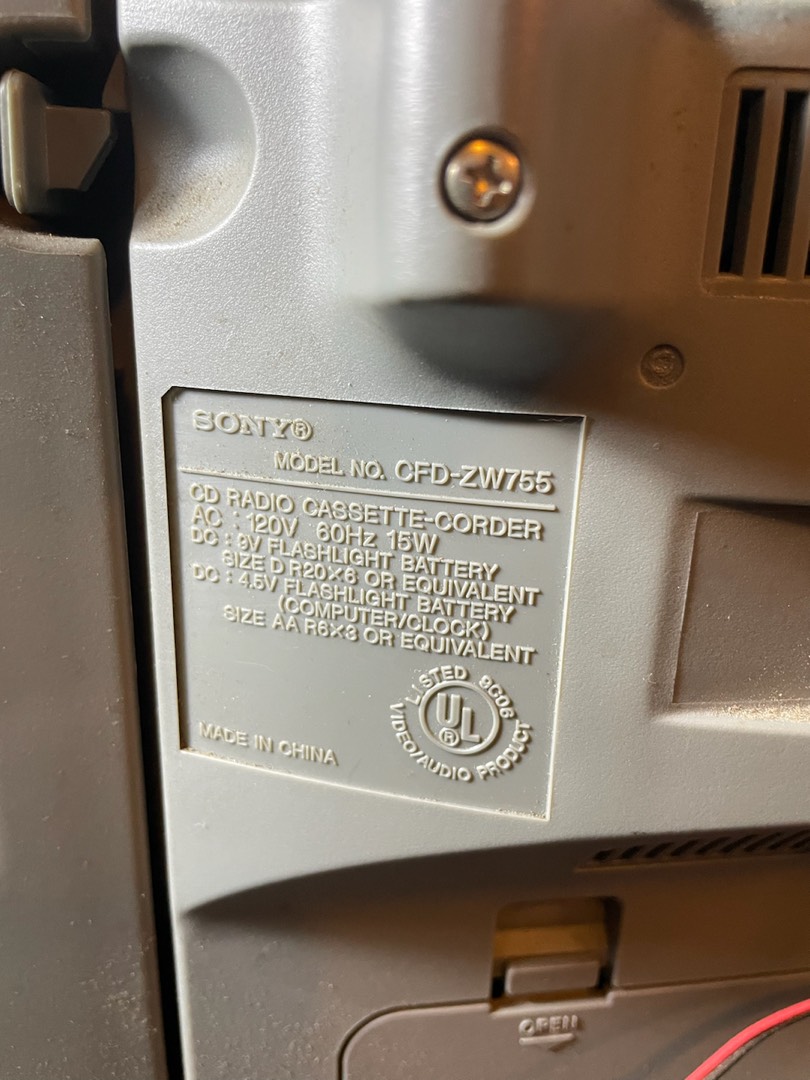 SONY®
MODEL NO. CFD-ZW755
CD RADIO CASSETTE-CORDER
AC : 120V 60Hz 15W
DC : 9V FLASHLIGHT BATTERY
SIZE D R20×6 OR EQUIVALENT
DC : 4.5V FLASHLIGHT BATTERY
(COMPUTER/CLOCK)
SIZE AA R6×3 OR EQUIVALENT
LISTED 9C06
UL®
VIDEO/AUDIO PRODUCT
MADE IN CHINA
OPEN